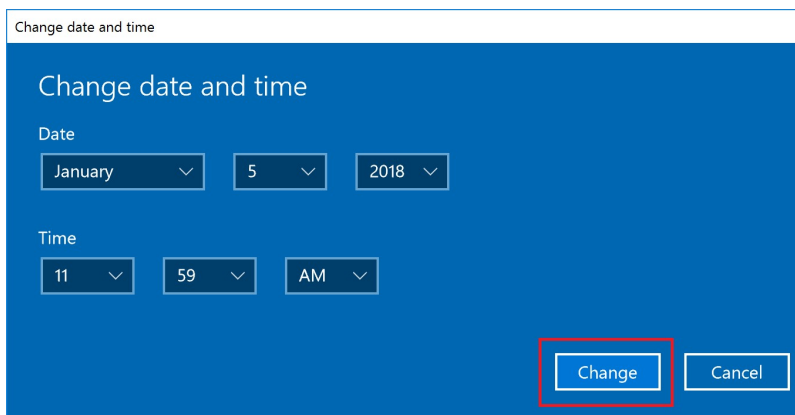 Change date and time
Change date and time
Date
January 5 2018
Time
11 59 AM
Change Cancel